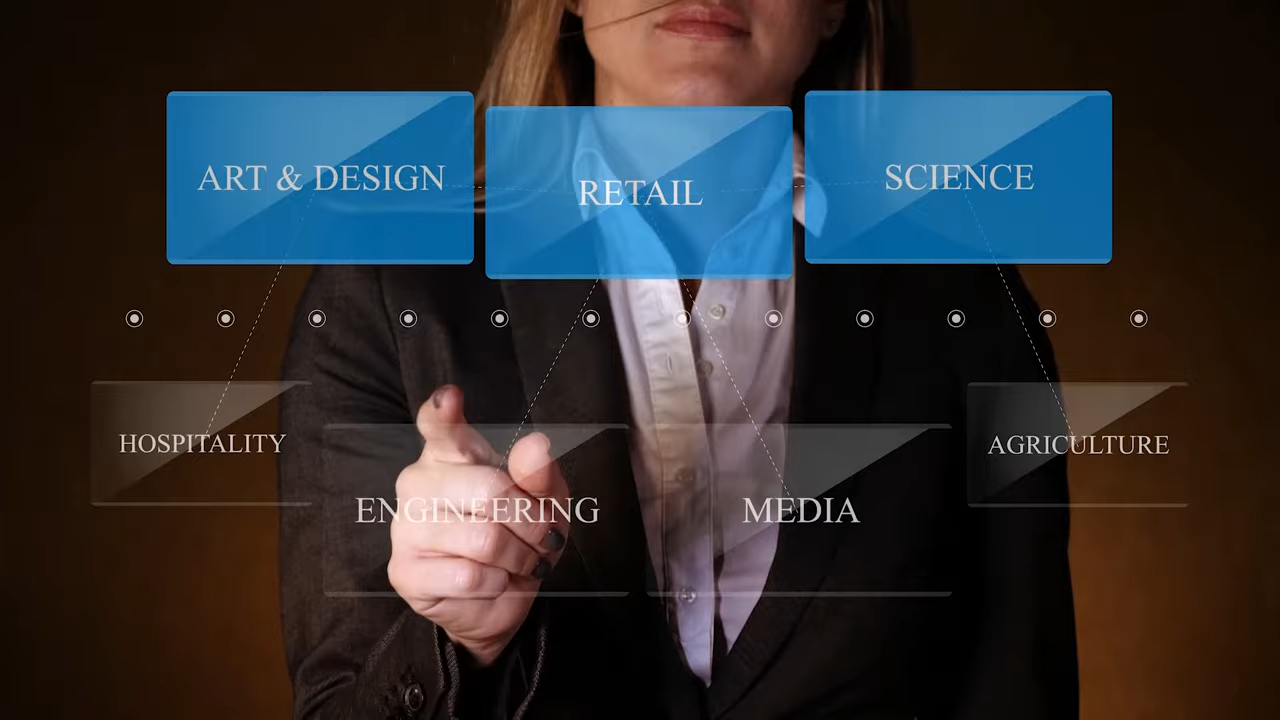 ART & DESIGN
RETAIL
SCIENCE
HOSPITALITY
ENGINEERING
MEDIA
AGRICULTURE